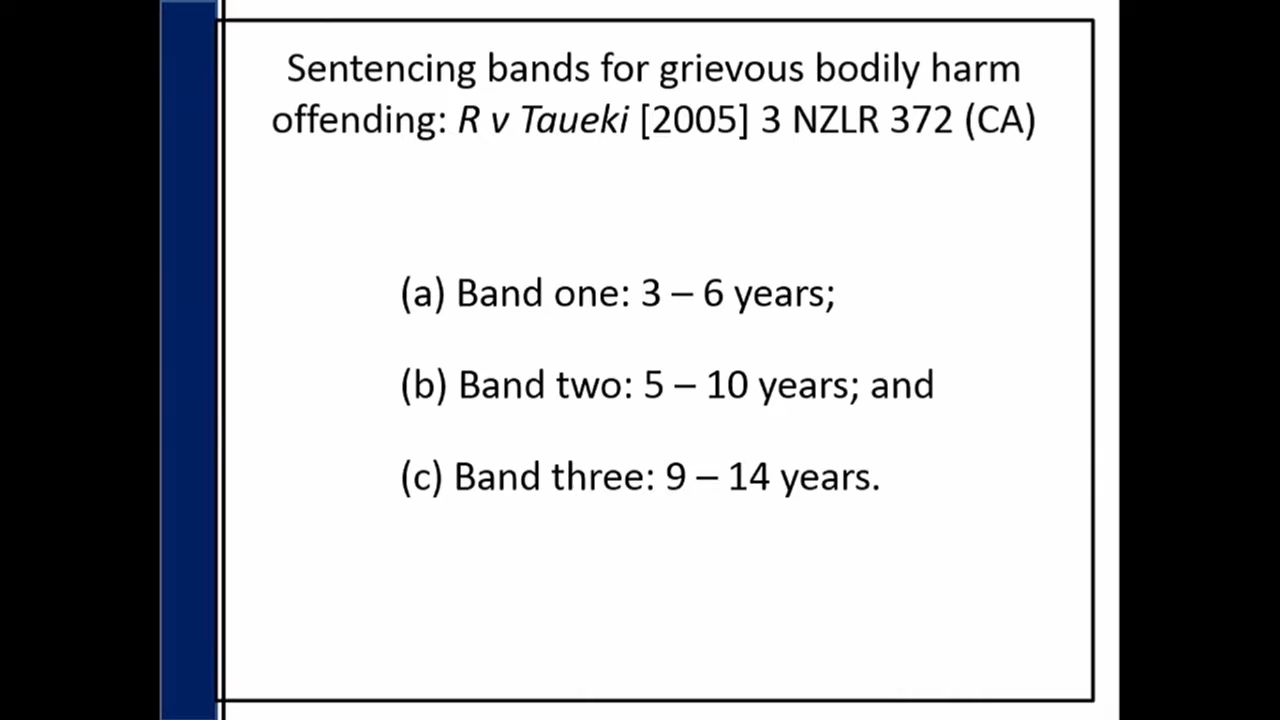 Sentencing bands for grievous bodily harm
offending: R v Taueki [2005] 3 NZLR 372 (CA)
(a) Band one: 3 – 6 years;
(b) Band two: 5 – 10 years; and
(c) Band three: 9 – 14 years.